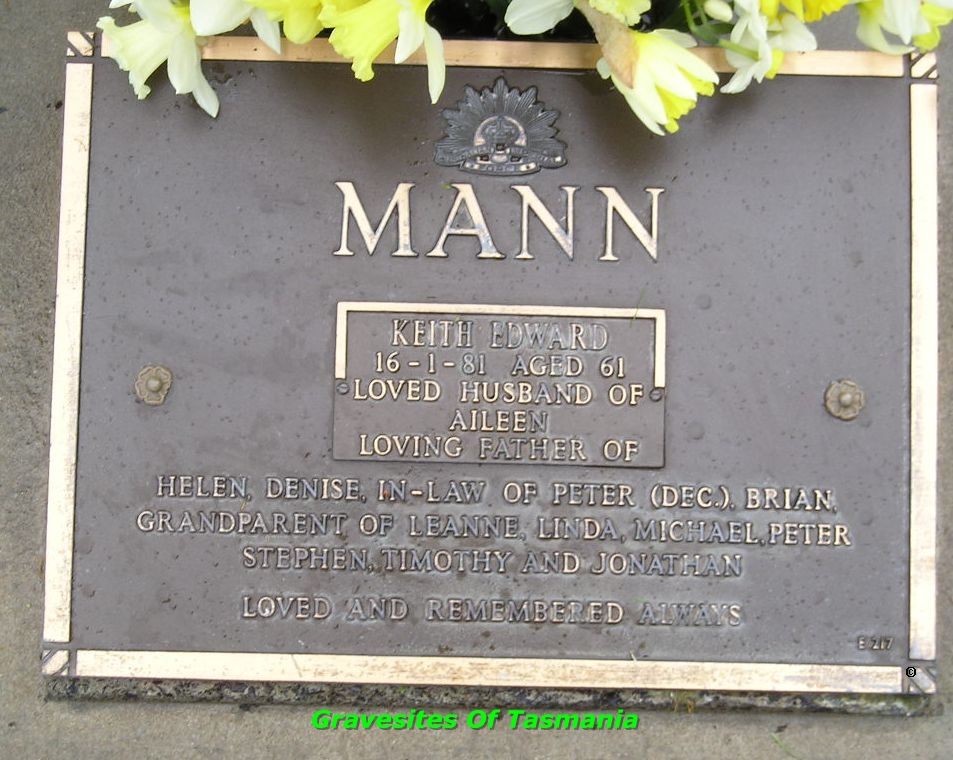 MANN
KEITH EDWARD
16-1-81 AGED 61
LOVED HUSBAND OF
AILEEN
LOVING FATHER OF
HELEN, DENISE, IN-LAW OF PETER (DEC.), BRIAN,
GRANDPARENT OF LEANNE, LINDA, MICHAEL, PETER
STEPHEN, TIMOTHY AND JONATHAN
LOVED AND REMEMBERED ALWAYS
E 217
Gravesites Of Tasmania